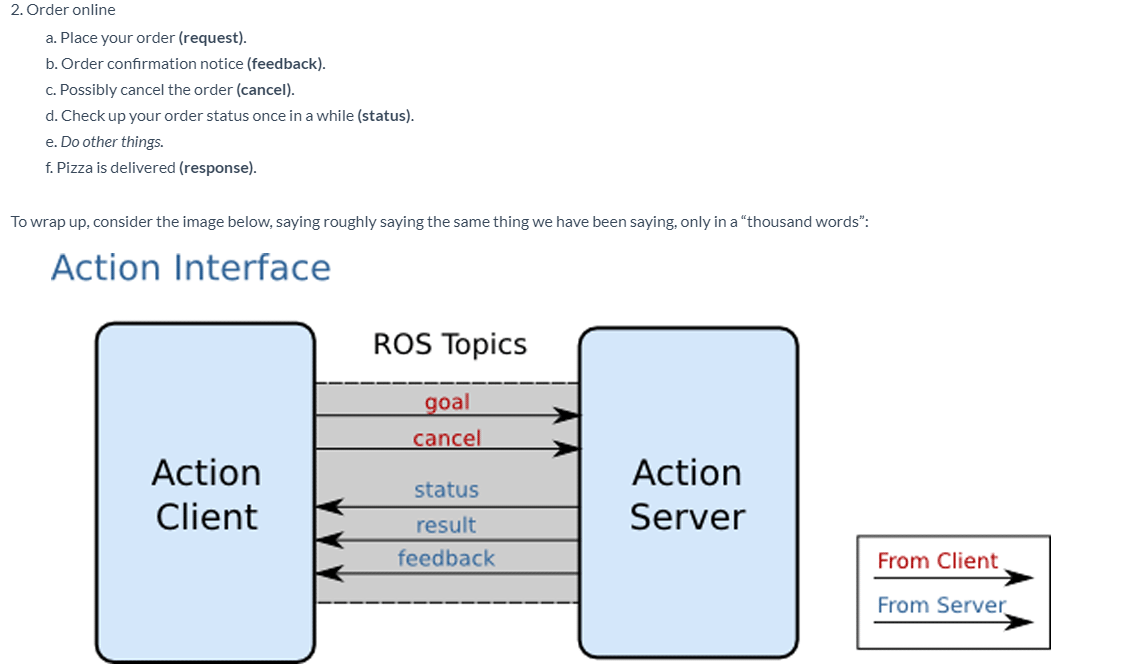 2. Order online
a. Place your order (request).
b. Order confirmation notice (feedback).
c. Possibly cancel the order (cancel).
d. Check up your order status once in a while (status).
e. Do other things.
f. Pizza is delivered (response).
To wrap up, consider the image below, saying roughly saying the same thing we have been saying, only in a “thousand words”:
Action Interface
ROS Topics
goal
cancel
status
result
feedback
Action
Client
Action
Server
From Client
From Server